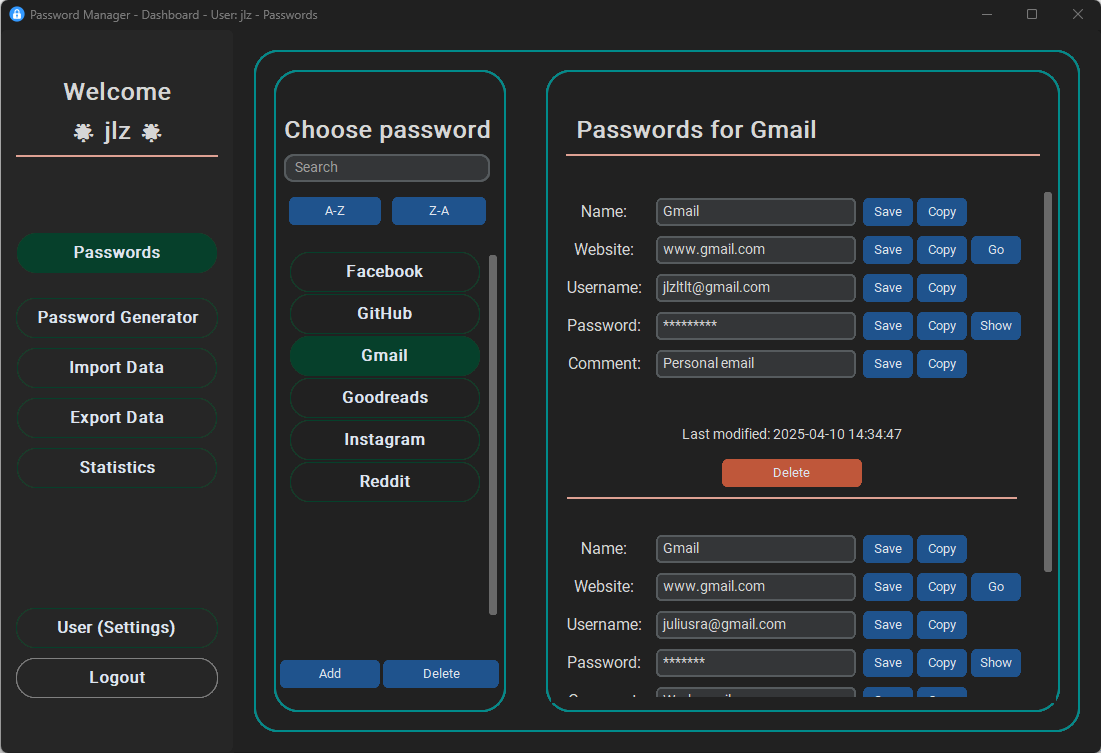 Password Manager - Dashboard - User: jlz - Passwords
Welcome
jlz
Passwords
Password Generator
Import Data
Export Data
Statistics
User (Settings)
Logout
Choose password
Search
A-Z Z-A
Facebook
GitHub
Gmail
Goodreads
Instagram
Reddit
Add Delete
Passwords for Gmail
Name: Gmail Save Copy
Website: www.gmail.com Save Copy Go
Username: jlzltlt@gmail.com Save Copy
Password: ********* Save Copy Show
Comment: Personal email Save Copy
Last modified: 2025-04-10 14:34:47
Delete
Name: Gmail Save Copy
Website: www.gmail.com Save Copy Go
Username: juliusra@gmail.com Save Copy
Password: ******* Save Copy Show